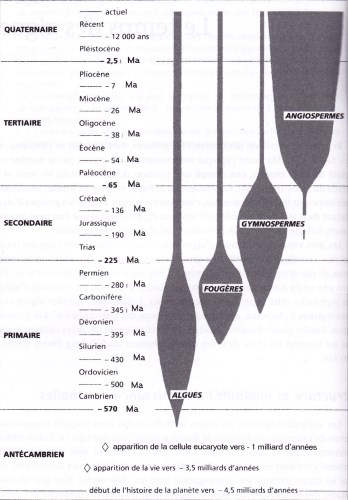 actuel
QUATERNAIRE
Récent
– 12 000 ans
Pléistocène
– 2,5 Ma
Pliocène
– 7 Ma
Miocène
– 26 Ma
TERTIAIRE
Oligocène
– 38 Ma
Éocène
– 54 Ma
Paléocène
– 65 Ma
Crétacé
– 136 Ma
SECONDAIRE
Jurassique
– 190 Ma
Trias
– 225 Ma
Permien
– 280 Ma
Carbonifère
– 345 Ma
Dévonien
PRIMAIRE
– 395 Ma
Silurien
– 430 Ma
Ordovicien
– 500 Ma
Cambrien
– 570 Ma
ANGIOSPERMES
GYMNOSPERMES
FOUGÈRES
ALGUES
ANTÉCAMBRIEN
◊ apparition de la cellule eucaryote vers - 1 milliard d'années
◊ apparition de la vie vers – 3,5 milliards d'années
début de l'histoire de la planète vers – 4,5 milliards d'années